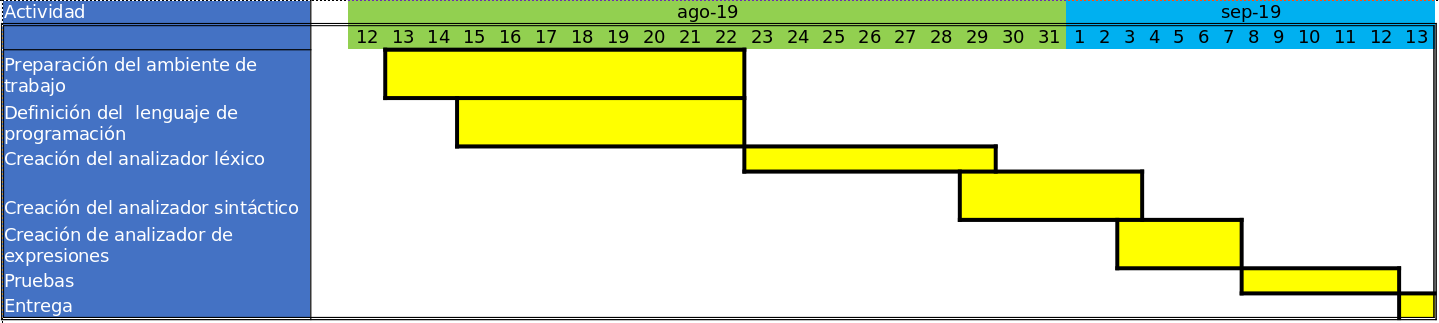 Actividad ago-19 sep-19
12 13 14 15 16 17 18 19 20 21 22 23 24 25 26 27 28 29 30 31 1 2 3 4 5 6 7 8 9 10 11 12 13
Preparación del ambiente de
trabajo
Definición del lenguaje de
programación
Creación del analizador léxico
Creación del analizador sintáctico
Creación de analizador de
expresiones
Pruebas
Entrega